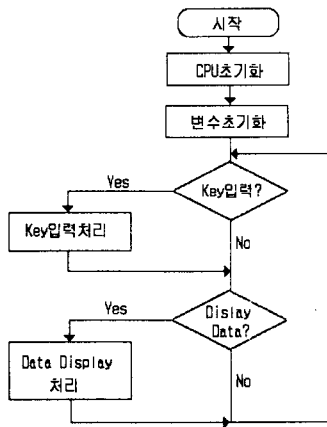 시작
CPU초기화
변수초기화
Key입력?
Yes
Key입력처리
No
Dislay
Data?
Yes
Data Display
처리
No